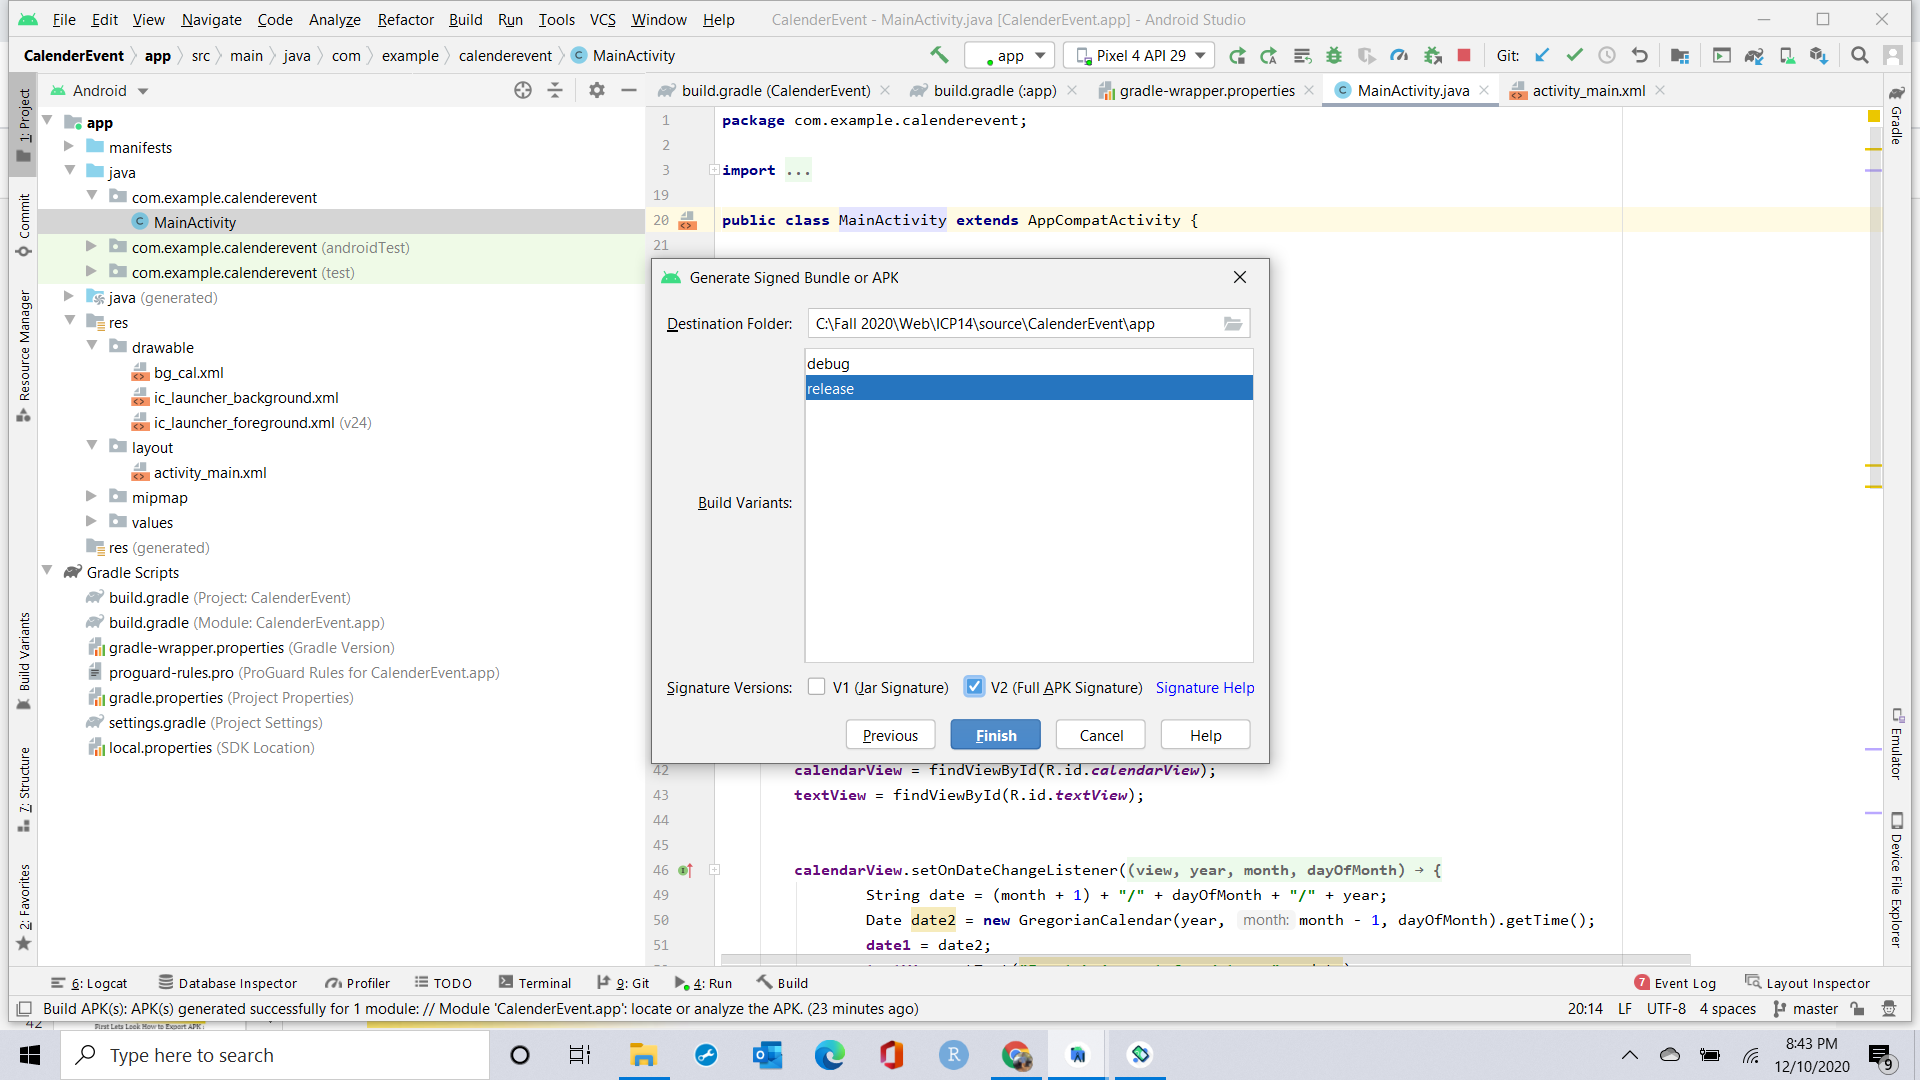 File Edit View Navigate Code Analyze Refactor Build Run Tools VCS Window Help CalenderEvent - MainActivity.java [CalenderEvent.app] - Android Studio
CalenderEvent app src main java com example calenderevent MainActivity app Pixel 4 API 29 Git:
Android
build.gradle (CalenderEvent) build.gradle (:app) gradle-wrapper.properties MainActivity.java activity_main.xml
1: Project
Commit
Resource Manager
Build Variants
7: Structure
2: Favorites
app
manifests
java
com.example.calenderevent
MainActivity
com.example.calenderevent (androidTest)
com.example.calenderevent (test)
java (generated)
res
drawable
bg_cal.xml
ic_launcher_background.xml
ic_launcher_foreground.xml (v24)
layout
activity_main.xml
mipmap
values
res (generated)
Gradle Scripts
build.gradle (Project: CalenderEvent)
build.gradle (Module: CalenderEvent.app)
gradle-wrapper.properties (Gradle Version)
proguard-rules.pro (ProGuard Rules for CalenderEvent.app)
gradle.properties (Project Properties)
settings.gradle (Project Settings)
local.properties (SDK Location)
1 package com.example.calenderevent;
2
3 import ...
19
20 public class MainActivity extends AppCompatActivity {
21
Generate Signed Bundle or APK
Destination Folder: C:\Fall 2020\Web\ICP14\source\CalenderEvent\app
debug
release
Build Variants:
Signature Versions: V1 (Jar Signature) V2 (Full APK Signature) Signature Help
Previous Finish Cancel Help
42 calendarView = findViewById(R.id.calendarView);
43 textView = findViewById(R.id.textView);
44
45
46 calendarView.setOnDateChangeListener((view, year, month, dayOfMonth) → {
49 String date = (month + 1) + "/" + dayOfMonth + "/" + year;
50 Date date2 = new GregorianCalendar(year, month: month - 1, dayOfMonth).getTime();
51 date1 = date2;
Gradle
Emulator
Device File Explorer
6: Logcat Database Inspector Profiler TODO Terminal 9: Git 4: Run Build 7 Event Log Layout Inspector
Build APK(s): APK(s) generated successfully for 1 module: // Module 'CalenderEvent.app': locate or analyze the APK. (23 minutes ago) 20:14 LF UTF-8 4 spaces master
42 First Lets Look How to Export APK :
Type here to search
8:43 PM
12/10/2020
9